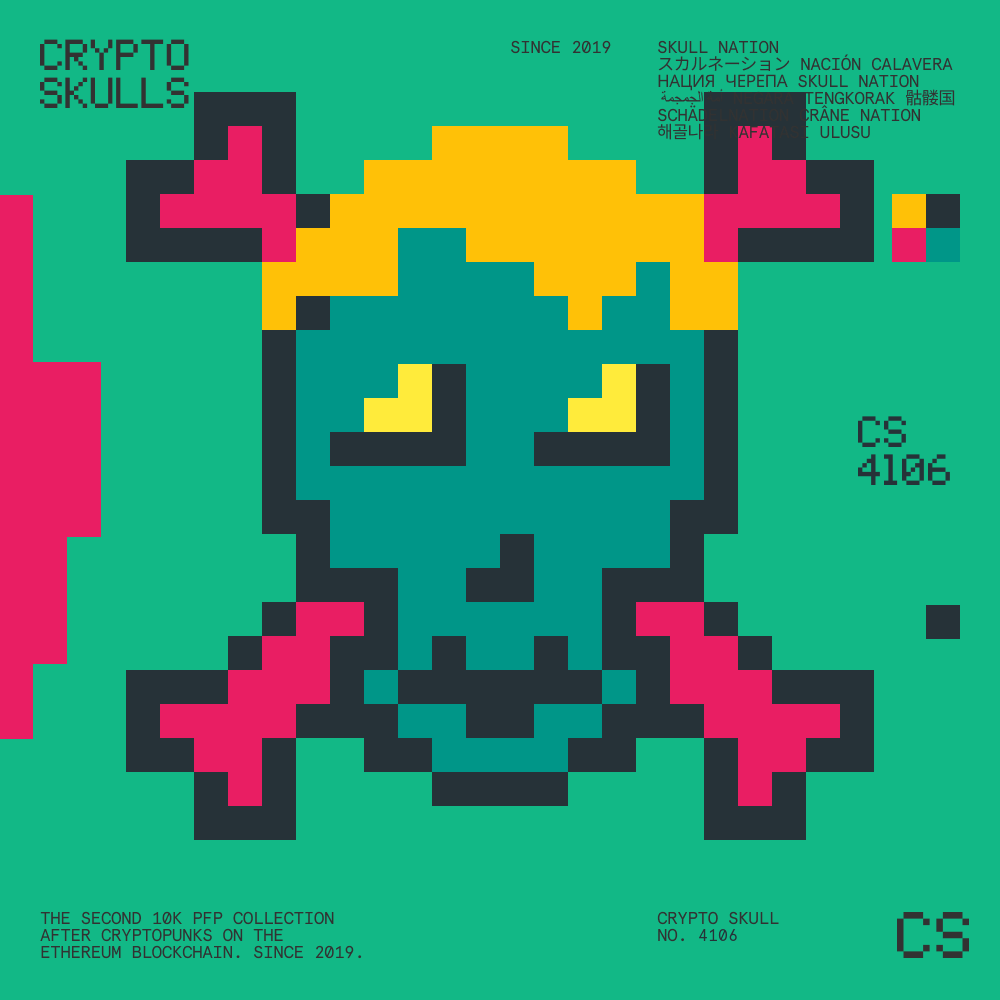 CRYPTO
SKULLS
SINCE 2019
SKULL NATION
スカルネーション NACIÓN CALAVERA
НАЦИЯ ЧЕРЕПА SKULL NATION
الجمجمة TENGKORAK 骷髅国
CRÂNE NATION
ULUSU
CS
4106
THE SECOND 10K PFP COLLECTION
AFTER CRYPTOPUNKS ON THE
ETHEREUM BLOCKCHAIN. SINCE 2019.
CRYPTO SKULL
NO. 4106
CS